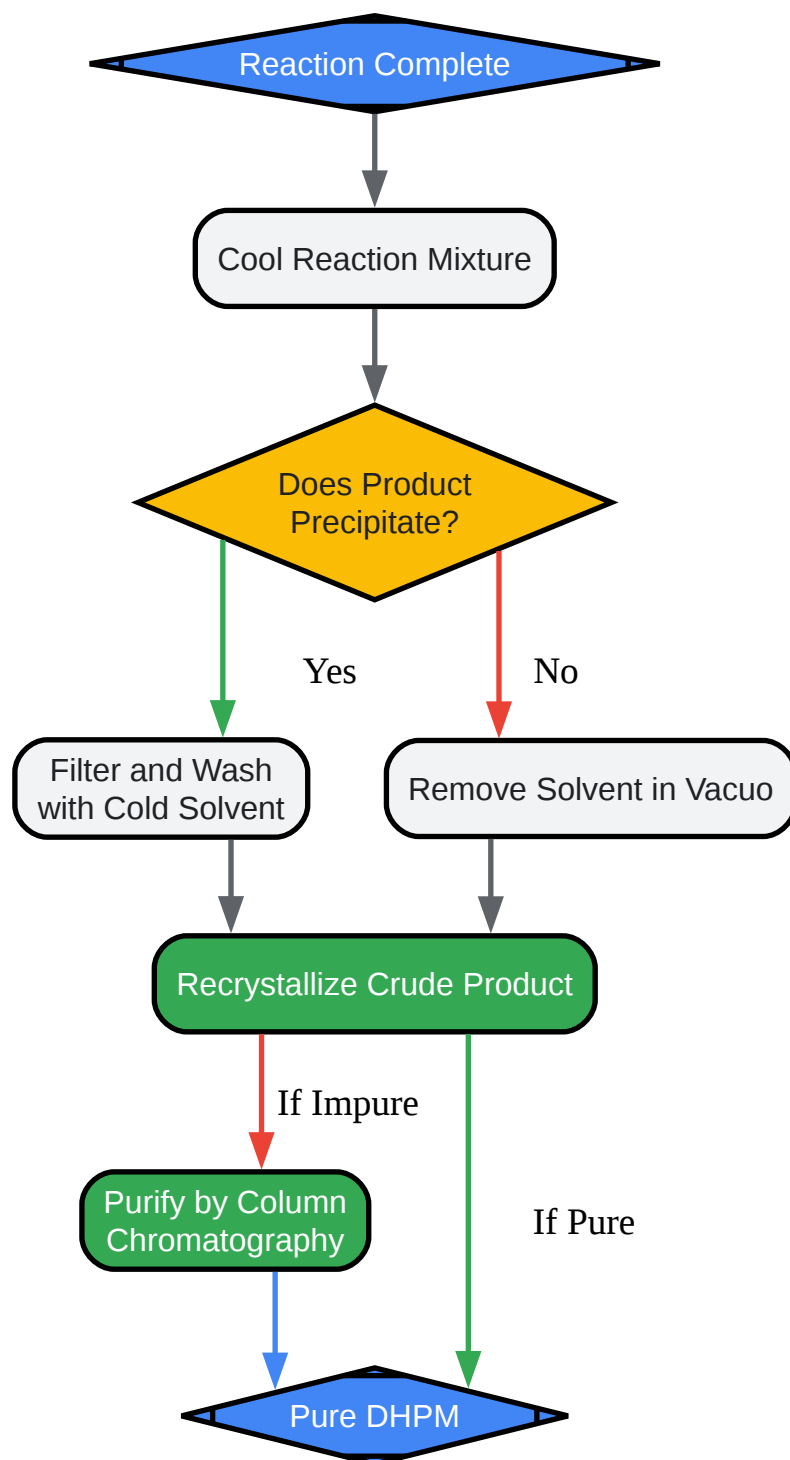 Reaction Complete
Cool Reaction Mixture
Does Product
Precipitate?
Yes
No
Filter and Wash
with Cold Solvent
Remove Solvent in Vacuo
Recrystallize Crude Product
If Impure
Purify by Column
Chromatography
If Pure
Pure DHPM